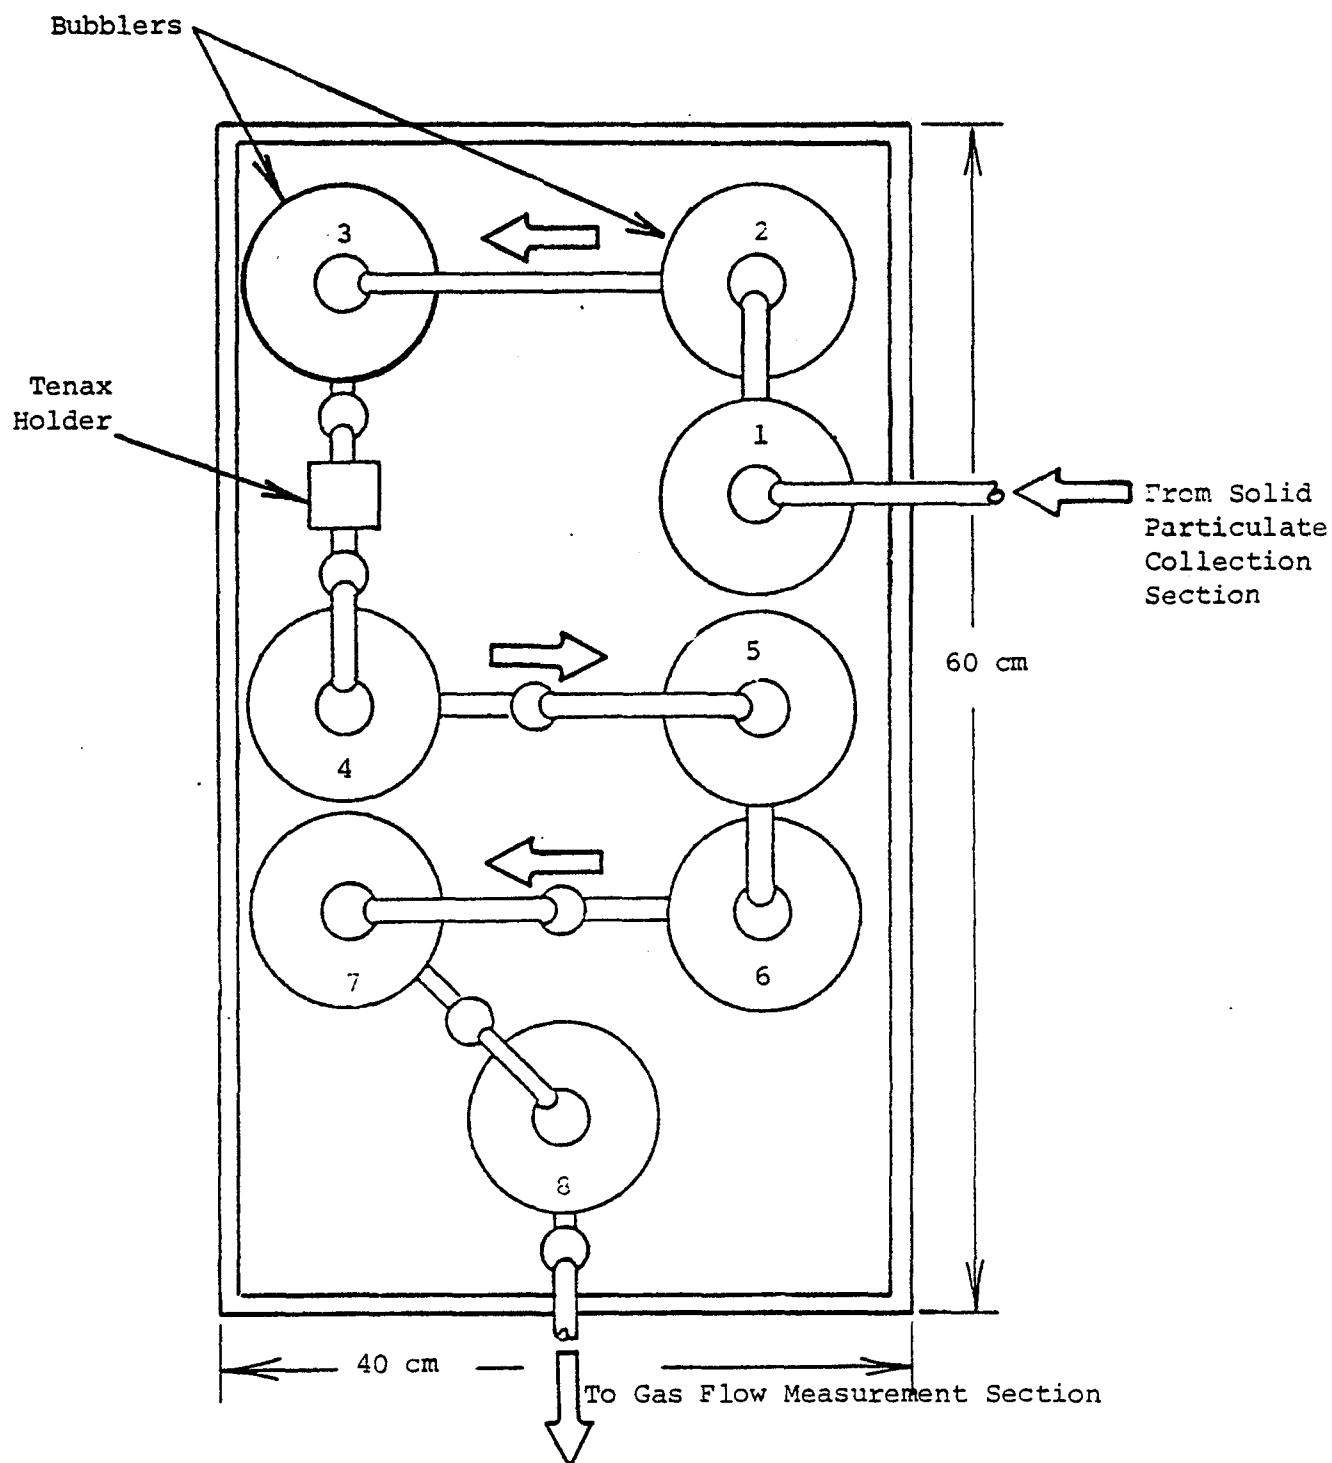 Bubblers
3
2
Tenax
Holder
1
From Solid
Particulate
Collection
Section
5
60 cm
4
7
6
8
40 cm
To Gas Flow Measurement Section